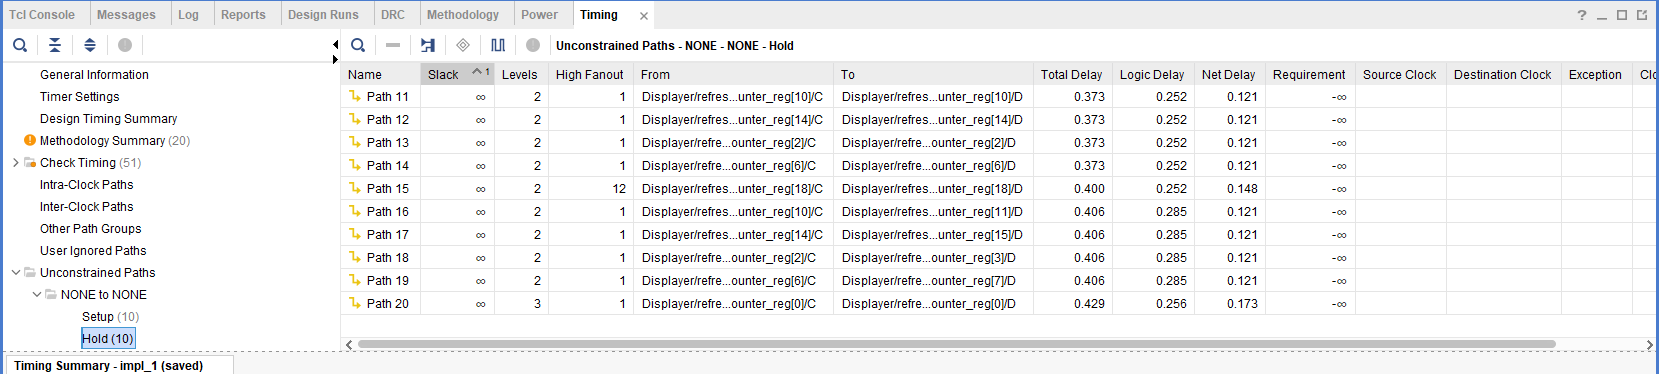 Tcl Console Messages Log Reports Design Runs DRC Methodology Power Timing × ? _
Unconstrained Paths - NONE - NONE - Hold
General Information
Timer Settings
Design Timing Summary
Methodology Summary (20)
Check Timing (51)
Intra-Clock Paths
Inter-Clock Paths
Other Path Groups
User Ignored Paths
Unconstrained Paths
NONE to NONE
Setup (10)
Hold (10)
Name Slack ^1 Levels High Fanout From To Total Delay Logic Delay Net Delay Requirement Source Clock Destination Clock Exception Clo
Path 11 ∞ 2 1 Displayer/refres...unter_reg[10]/C Displayer/refres...unter_reg[10]/D 0.373 0.252 0.121 -∞
Path 12 ∞ 2 1 Displayer/refres...unter_reg[14]/C Displayer/refres...unter_reg[14]/D 0.373 0.252 0.121 -∞
Path 13 ∞ 2 1 Displayer/refre...ounter_reg[2]/C Displayer/refre...ounter_reg[2]/D 0.373 0.252 0.121 -∞
Path 14 ∞ 2 1 Displayer/refre...ounter_reg[6]/C Displayer/refre...ounter_reg[6]/D 0.373 0.252 0.121 -∞
Path 15 ∞ 2 12 Displayer/refres...unter_reg[18]/C Displayer/refres...unter_reg[18]/D 0.400 0.252 0.148 -∞
Path 16 ∞ 2 1 Displayer/refres...unter_reg[10]/C Displayer/refres...unter_reg[11]/D 0.406 0.285 0.121 -∞
Path 17 ∞ 2 1 Displayer/refres...unter_reg[14]/C Displayer/refres...unter_reg[15]/D 0.406 0.285 0.121 -∞
Path 18 ∞ 2 1 Displayer/refre...ounter_reg[2]/C Displayer/refre...ounter_reg[3]/D 0.406 0.285 0.121 -∞
Path 19 ∞ 2 1 Displayer/refre...ounter_reg[6]/C Displayer/refre...ounter_reg[7]/D 0.406 0.285 0.121 -∞
Path 20 ∞ 3 1 Displayer/refre...ounter_reg[0]/C Displayer/refre...ounter_reg[0]/D 0.429 0.256 0.173 -∞
Timing Summary - impl_1 (saved)